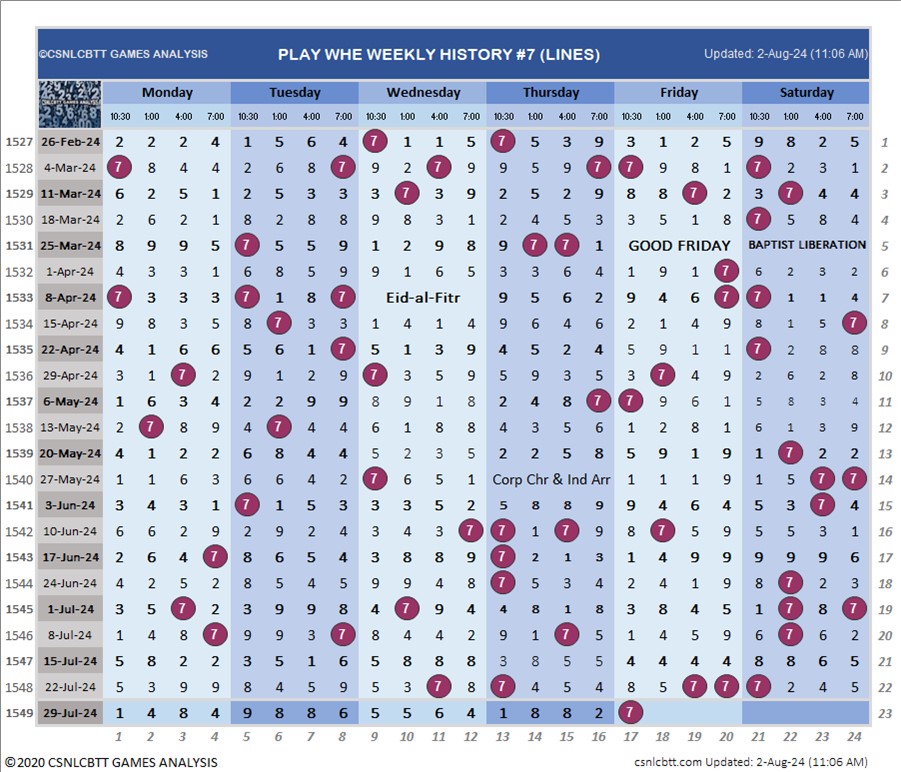 ©CSNLCBTT GAMES ANALYSIS PLAY WHE WEEKLY HISTORY #7 (LINES) Updated: 2-Aug-24 (11:06 AM)
Monday Tuesday Wednesday Thursday Friday Saturday
10:30 1:00 4:00 7:00 10:30 1:00 4:00 7:00 10:30 1:00 4:00 7:00 10:30 1:00 4:00 7:00 10:30 1:00 4:00 7:00 10:30 1:00 4:00 7:00
1527 26-Feb-24 2 2 2 4 1 5 6 4 7 1 1 5 7 5 3 9 3 1 2 5 9 8 2 5 1
1528 4-Mar-24 7 8 4 4 2 6 8 7 9 2 7 9 9 5 9 7 7 9 8 1 7 2 3 1 2
1529 11-Mar-24 6 2 5 1 2 5 3 3 3 7 3 9 2 5 2 9 8 8 7 2 3 7 4 4 3
1530 18-Mar-24 2 6 2 1 8 2 8 8 9 8 3 1 2 4 5 3 3 5 1 8 7 5 8 4 4
1531 25-Mar-24 8 9 9 5 7 5 5 9 1 2 9 8 9 7 7 1 GOOD FRIDAY BAPTIST LIBERATION 5
1532 1-Apr-24 4 3 3 1 6 8 5 9 9 1 6 5 3 3 6 4 1 9 1 7 6 2 3 2 6
1533 8-Apr-24 7 3 3 3 7 1 8 7 Eid-al-Fitr 9 5 6 2 9 4 6 7 7 1 1 4 7
1534 15-Apr-24 9 8 3 5 8 7 3 3 1 4 1 4 9 6 4 6 2 1 4 9 8 1 5 7 8
1535 22-Apr-24 4 1 6 6 5 6 1 7 5 1 3 9 4 5 2 4 5 9 1 1 7 2 8 8 9
1536 29-Apr-24 3 1 7 2 9 1 2 9 7 3 5 9 5 9 3 5 3 7 4 9 2 6 2 8 10
1537 6-May-24 1 6 3 4 2 2 9 9 8 9 1 8 2 4 8 7 7 9 6 1 5 8 3 4 11
1538 13-May-24 2 7 8 9 4 7 4 4 6 1 8 8 4 3 5 6 1 2 8 2 6 1 3 9 12
1539 20-May-24 4 1 2 2 6 8 4 4 5 2 3 5 2 2 5 8 5 9 1 9 1 7 2 2 13
1540 27-May-24 1 1 6 3 6 6 4 2 7 6 5 1 Corp Chr & Ind Arr 1 1 1 9 1 5 7 7 14
1541 3-Jun-24 3 4 3 1 7 1 5 3 3 3 5 2 5 8 8 9 9 4 6 4 5 3 7 4 15
1542 10-Jun-24 6 6 2 9 2 9 2 4 3 4 3 7 7 1 7 9 8 7 5 9 5 5 3 1 16
1543 17-Jun-24 2 6 4 7 8 6 5 4 3 8 8 9 7 2 1 3 1 4 9 9 9 9 9 6 17
1544 24-Jun-24 4 2 5 2 8 5 4 5 9 9 4 8 7 5 3 4 2 4 1 9 8 7 2 3 18
1545 1-Jul-24 3 5 7 2 3 9 9 8 4 7 9 4 4 8 1 8 3 8 4 5 1 7 8 7 19
1546 8-Jul-24 1 4 8 7 9 9 3 7 8 4 4 2 9 1 7 5 1 4 5 9 6 7 6 2 20
1547 15-Jul-24 5 8 2 2 3 5 1 6 5 8 8 8 3 8 5 5 4 4 4 4 8 8 6 5 21
1548 22-Jul-24 5 3 9 9 8 4 5 9 5 3 7 8 7 4 5 4 8 5 7 7 7 2 4 5 22
1549 29-Jul-24 1 4 8 4 9 8 8 6 5 5 6 4 1 8 8 2 7 23
1 2 3 4 5 6 7 8 9 10 11 12 13 14 15 16 17 18 19 20 21 22 23 24
©2020 CSNLCBTT GAMES ANALYSIS csnlcbtt.com Updated: 2-Aug-24 (11:06 AM)